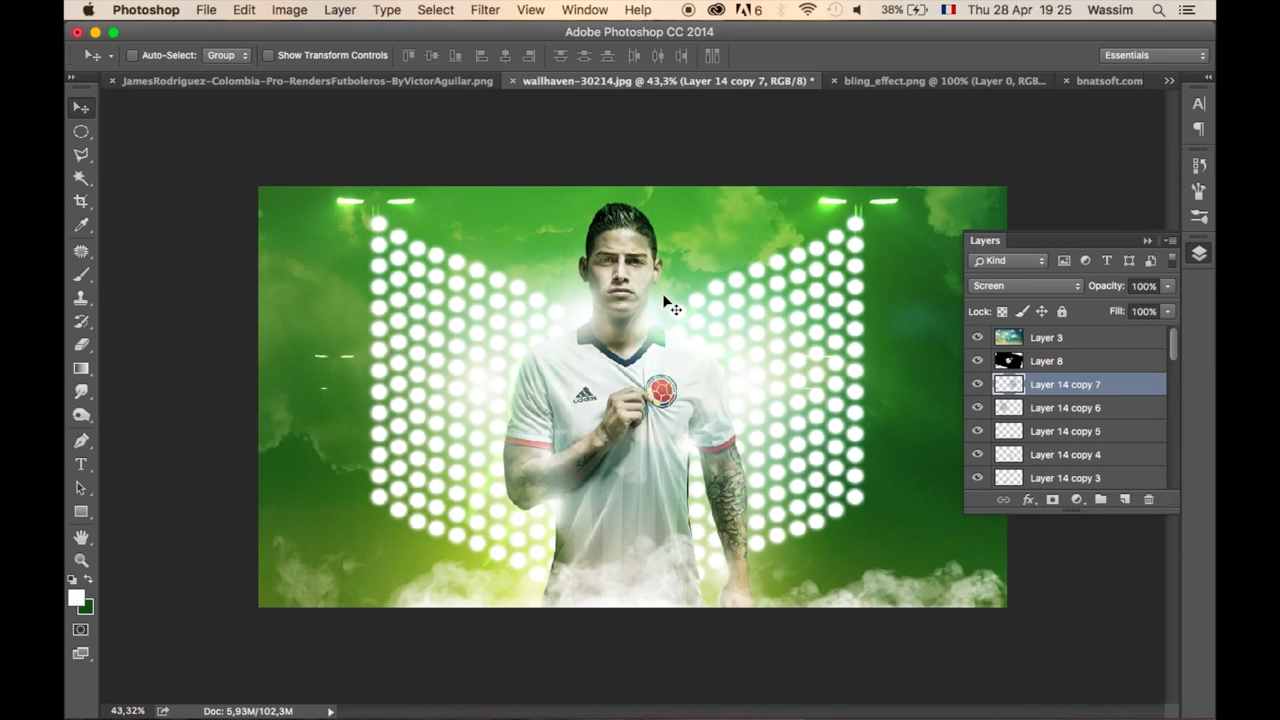 Photoshop File Edit Image Layer Type Select Filter View Window Help 6 38% Thu 28 Apr 19 25 Wassim
Adobe Photoshop CC 2014
Auto-Select: Group Show Transform Controls Essentials
JamesRodriguez-Colombia-Pro-RendersFutboleros-ByVictorAguilar.png wallhaven-30214.jpg @ 43,3% (Layer 14 copy 7, RGB/8) * bling_effect.png @ 100% (Layer 0, RGB... bnatsoft.com
Layers
Kind
Screen Opacity: 100%
Lock: Fill: 100%
Layer 3
Layer 8
Layer 14 copy 7
Layer 14 copy 6
Layer 14 copy 5
Layer 14 copy 4
Layer 14 copy 3
fx
adidas
43,32% Doc: 5,93M/102,3M